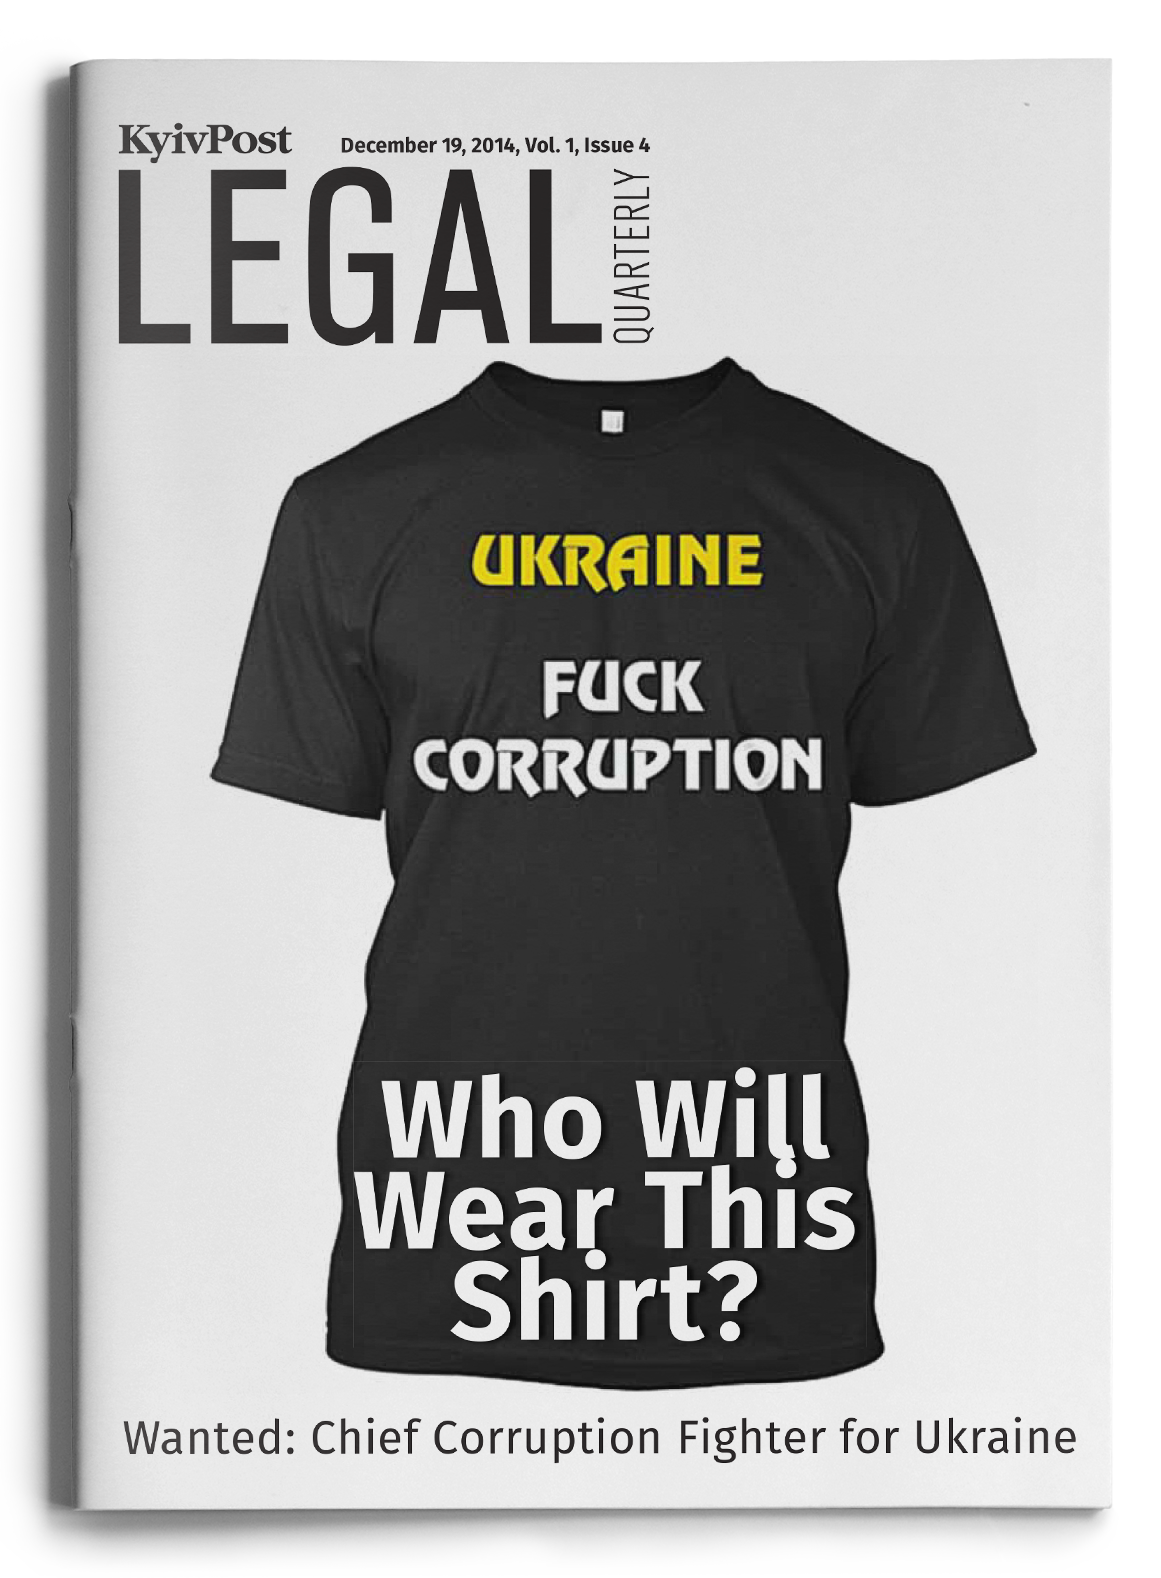 KyivPost
December 19, 2014, Vol. 1, Issue 4
LEGAL
QUARTERLY
UKRAINE
FUCK
CORRUPTION
Who Will
Wear This
Shirt?
Wanted: Chief Corruption Fighter for Ukraine